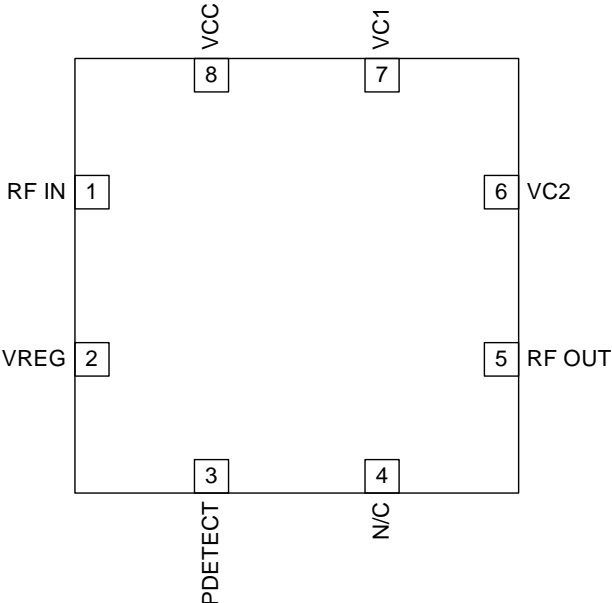 VCC
VC1
8
7
RF IN 1
6 VC2
VREG 2
5 RF OUT
3
4
PDETECT
N/C